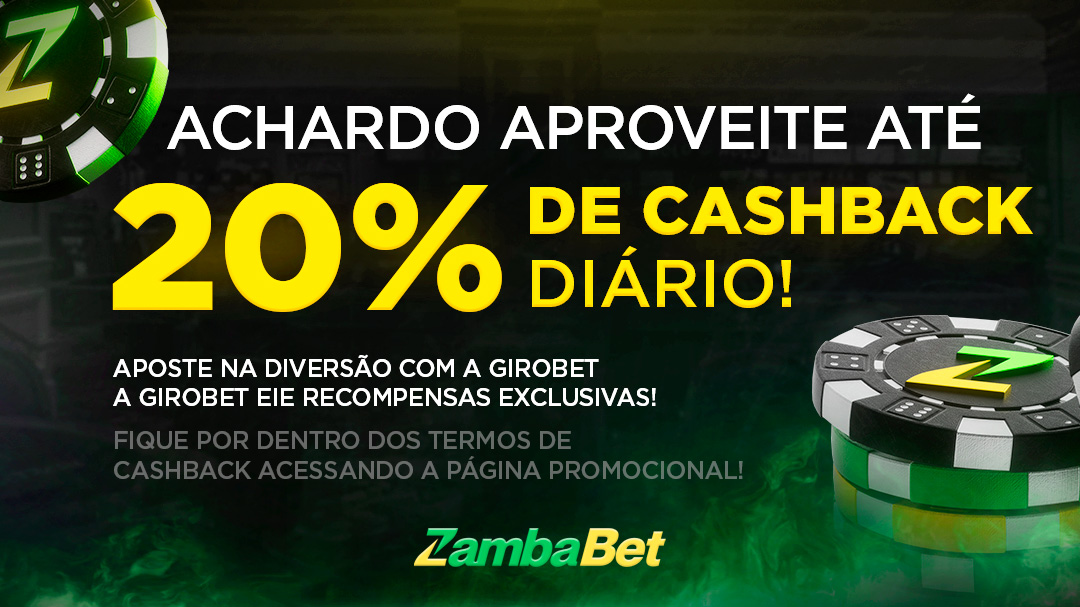 ACHARDO APROVEITE ATÉ
20% DE CASHBACK
DIÁRIO!
APOSTE NA DIVERSÃO COM A GIROBET
A GIROBET EIE RECOMPENSAS EXCLUSIVAS!
FIQUE POR DENTRO DOS TERMOS DE
CASHBACK ACESSANDO A PÁGINA PROMOCIONAL!
ZambaBet